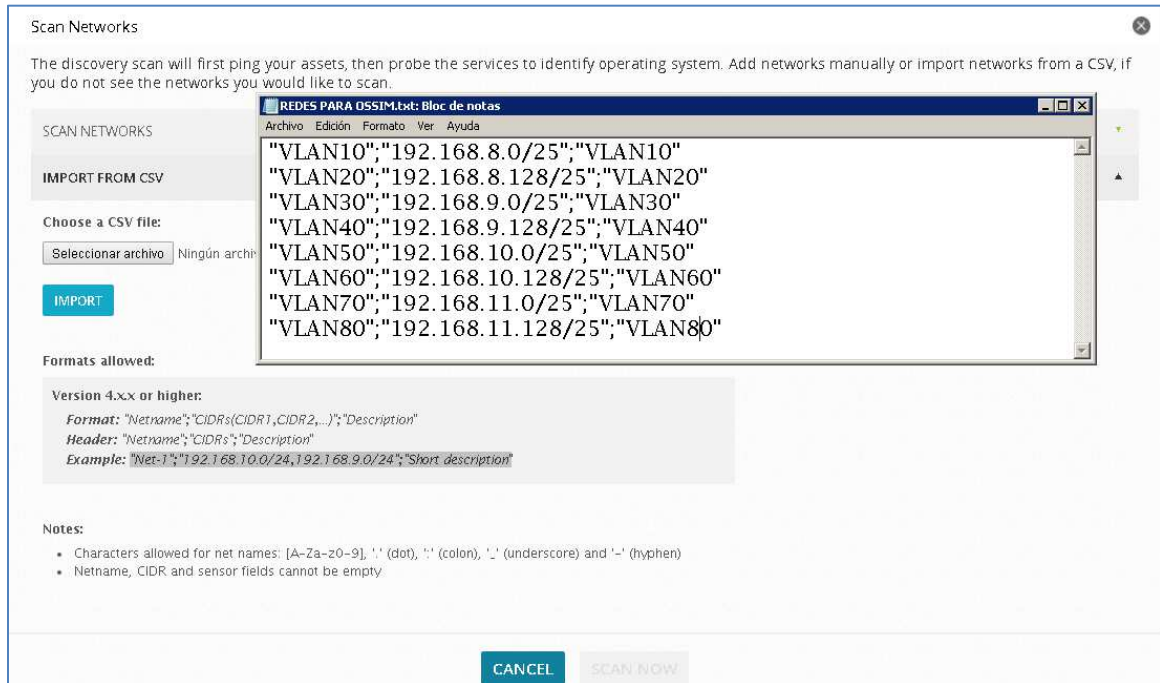 Scan Networks
The discovery scan will first ping your assets, then probe the services to identify operating system. Add networks manually or import networks from a CSV, if
you do not see the networks you would like to scan.
SCAN NETWORKS
IMPORT FROM CSV
Choose a CSV file:
Seleccionar archivo Ningún
IMPORT
REDES PARA OSSIM.txt: Bloc de notas
Archivo Edición Formato Ver Ayuda
"VLAN10";"192.168.8.0/25";"VLAN10"
"VLAN20";"192.168.8.128/25";"VLAN20"
"VLAN30";"192.168.9.0/25";"VLAN30"
"VLAN40";"192.168.9.128/25";"VLAN40"
"VLAN50";"192.168.10.0/25";"VLAN50"
"VLAN60";"192.168.10.128/25";"VLAN60"
"VLAN70";"192.168.11.0/25";"VLAN70"
"VLAN80";"192.168.11.128/25";"VLAN80"
Formats allowed:
Version 4.x.x or higher:
Format: "Netname";"CIDRs(CIDR1,CIDR2,...)";"Description"
Header: "Netname";"CIDRs";"Description"
Example: "Net-1";"192.168.10.0/24,192.168.9.0/24";"Short description"
Notes:
• Characters allowed for net names: [A-Za-z0-9], '.' (dot), ':' (colon), '_' (underscore) and '-' (hyphen)
• Netname, CIDR and sensor fields cannot be empty
CANCEL SCAN NOW